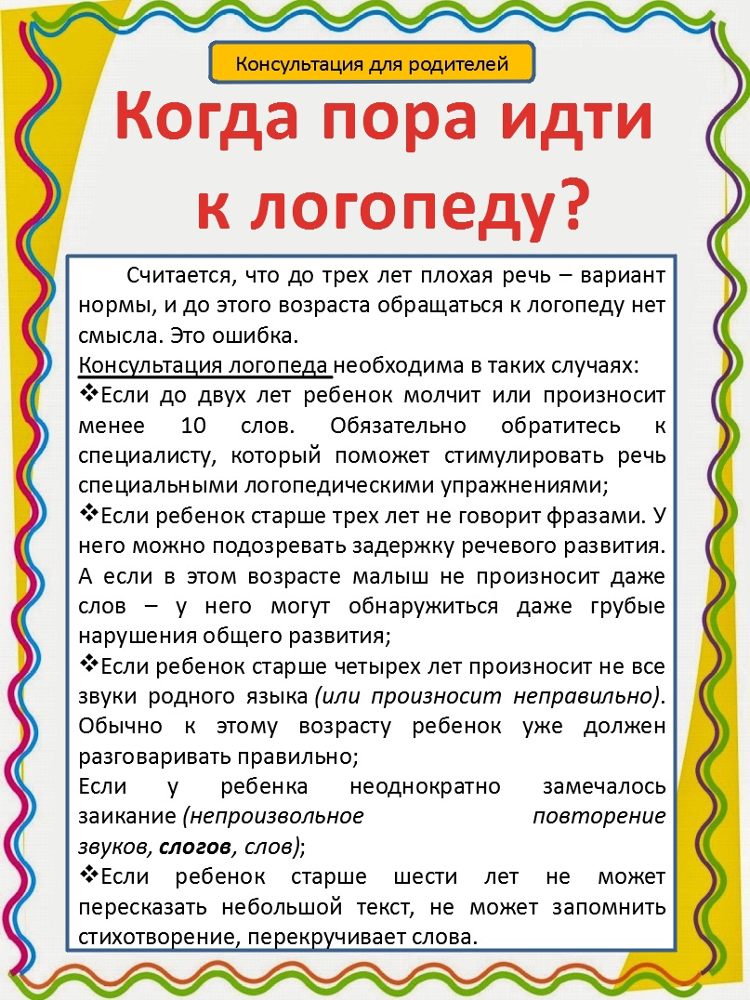 Консультация для родителей
Когда пора идти
к логопеду?
Считается, что до трех лет плохая речь – вариант
нормы, и до этого возраста обращаться к логопеду нет
смысла. Это ошибка.
Консультация логопеда необходима в таких случаях:
❖Если до двух лет ребенок молчит или произносит
менее 10 слов. Обязательно обратитесь к
специалисту, который поможет стимулировать речь
специальными логопедическими упражнениями;
❖Если ребенок старше трех лет не говорит фразами. У
него можно подозревать задержку речевого развития.
А если в этом возрасте малыш не произносит даже
слов – у него могут обнаружиться даже грубые
нарушения общего развития;
❖Если ребенок старше четырех лет произносит не все
звуки родного языка (или произносит неправильно).
Обычно к этому возрасту ребенок уже должен
разговаривать правильно;
Если у ребенка неоднократно замечалось
заикание (непроизвольное повторение
звуков, слогов, слов);
❖Если ребенок старше шести лет не может
пересказать небольшой текст, не может запомнить
стихотворение, перекручивает слова.